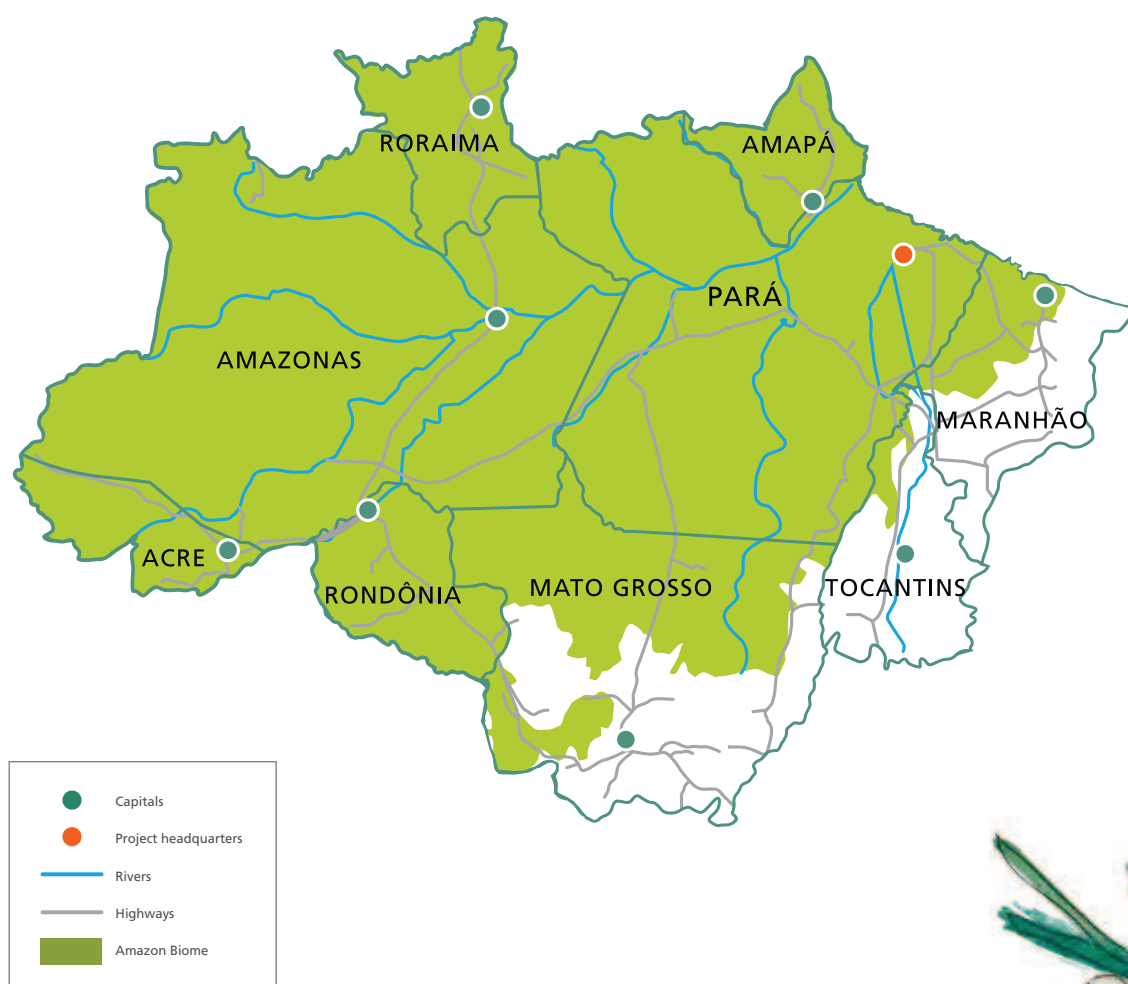 RORAIMA
AMAPÁ
PARÁ
AMAZONAS
MARANHÃO
ACRE
RONDÔNIA
MATO GROSSO
TOCANTINS
Capitals
Project headquarters
Rivers
Highways
Amazon Biome